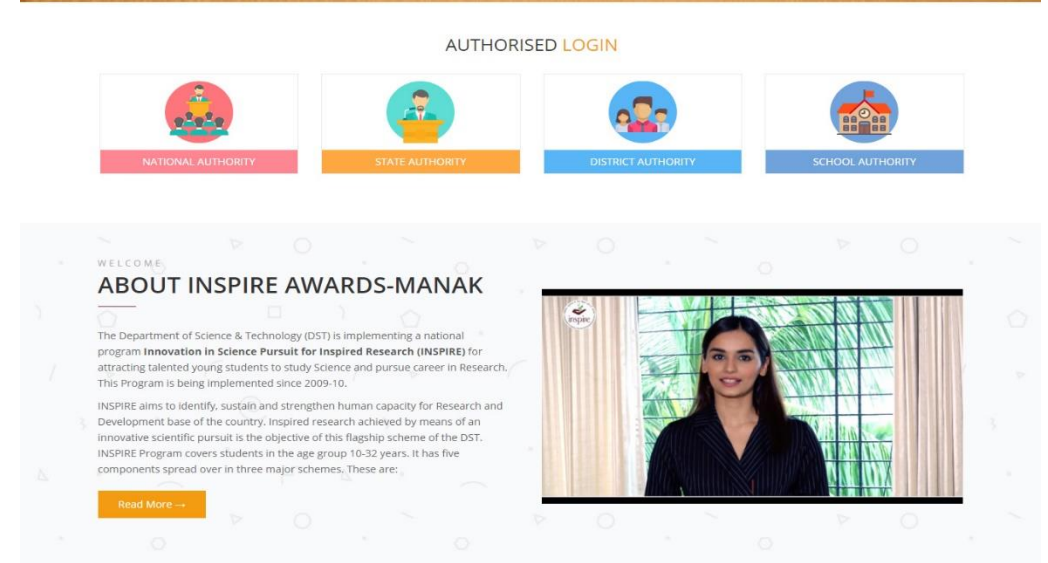 AUTHORISED LOGIN
NATIONAL AUTHORITY
STATE AUTHORITY
DISTRICT AUTHORITY
SCHOOL AUTHORITY
WELCOME
ABOUT INSPIRE AWARDS-MANAK
The Department of Science & Technology (DST) is implementing a national
program Innovation in Science Pursuit for Inspired Research (INSPIRE) for
attracting talented young students to study Science and pursue career in Research.
This Program is being implemented since 2009-10.
INSPIRE aims to identify, sustain and strengthen human capacity for Research and
Development base of the country. Inspired research achieved by means of an
innovative scientific pursuit is the objective of this flagship scheme of the DST.
INSPIRE Program covers students in the age group 10-32 years. It has five
components spread over in three major schemes. These are:
Read More →
inspire